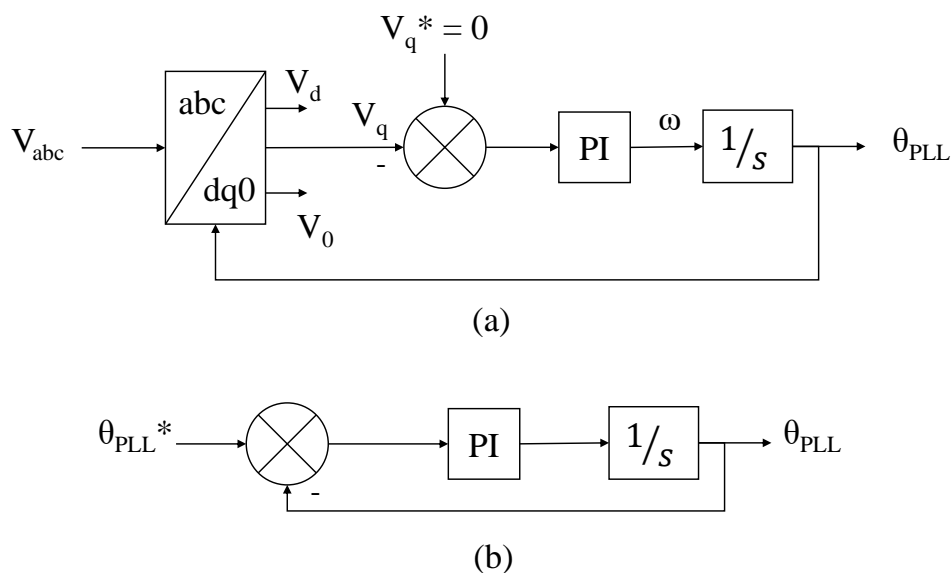 V_q* = 0
abc
V_d
V_abc
V_q
-
PI
ω
1/s
θ_PLL
dq0
V_0
(a)
θ_PLL*
PI
1/s
θ_PLL
-
(b)